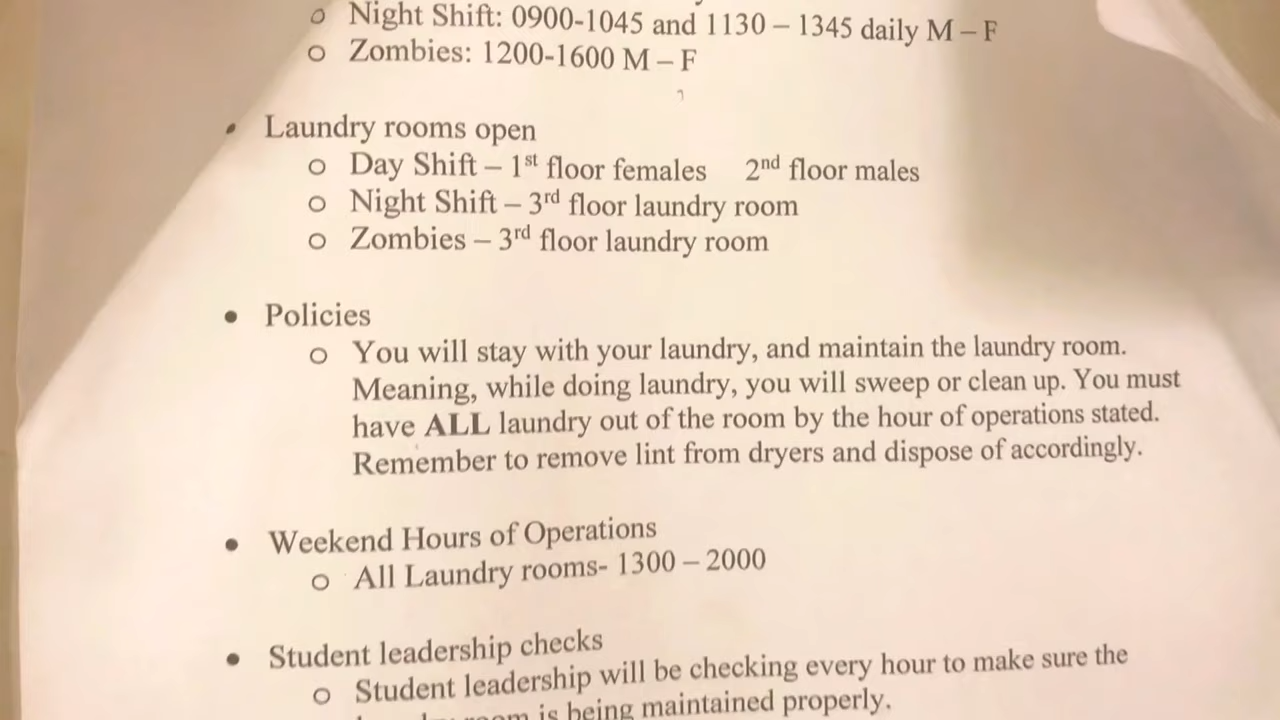 o Night Shift: 0900-1045 and 1130 – 1345 daily M – F
o Zombies: 1200-1600 M – F
• Laundry rooms open
o Day Shift – 1st floor females 2nd floor males
o Night Shift – 3rd floor laundry room
o Zombies – 3rd floor laundry room
• Policies
o You will stay with your laundry, and maintain the laundry room.
Meaning, while doing laundry, you will sweep or clean up. You must
have ALL laundry out of the room by the hour of operations stated.
Remember to remove lint from dryers and dispose of accordingly.
• Weekend Hours of Operations
o All Laundry rooms- 1300 – 2000
• Student leadership checks
o Student leadership will be checking every hour to make sure the
is being maintained properly.